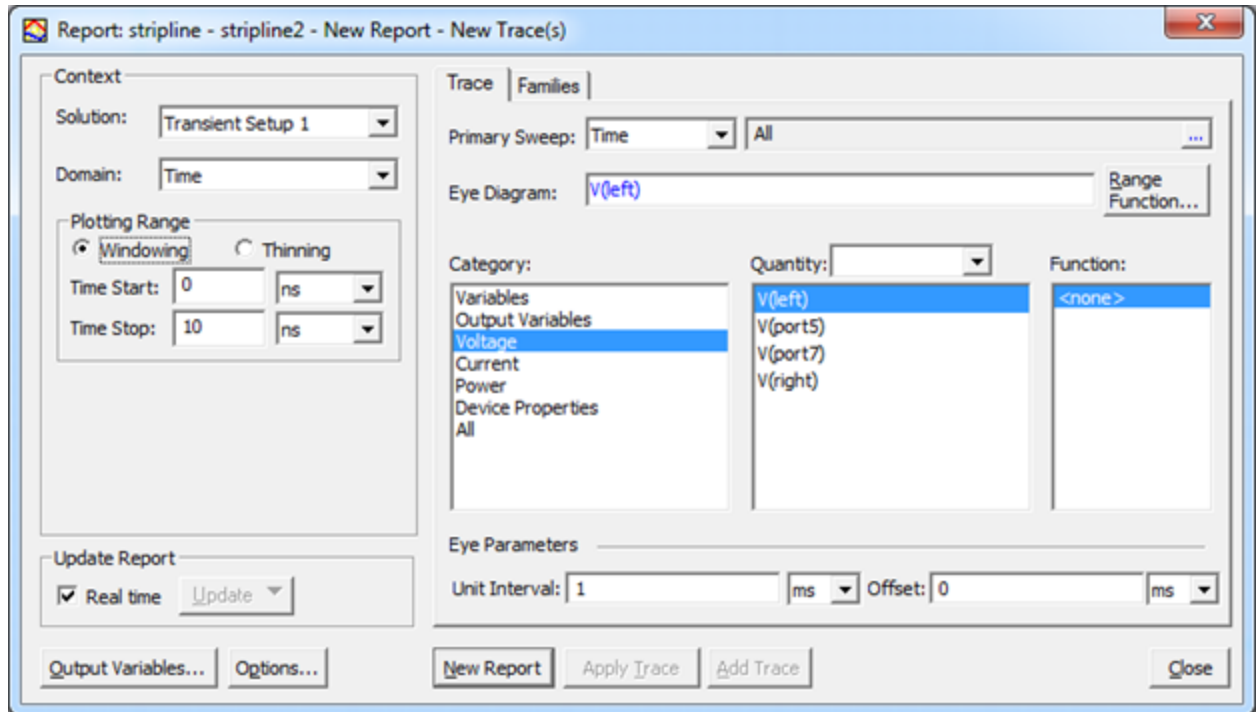 Report: stripline - stripline2 - New Report - New Trace(s)
Context
Solution: Transient Setup 1
Domain: Time
Plotting Range
Windowing Thinning
Time Start: 0 ns
Time Stop: 10 ns
Update Report
Real time Update
Output Variables... Options...
Trace Families
Primary Sweep: Time All ...
Eye Diagram: V(left) Range Function...
Category:
Variables
Output Variables
Voltage
Current
Power
Device Properties
All
Quantity:
V(left)
V(port5)
V(port7)
V(right)
Function:
<none>
Eye Parameters
Unit Interval: 1 ms Offset: 0 ms
New Report Apply Trace Add Trace Close